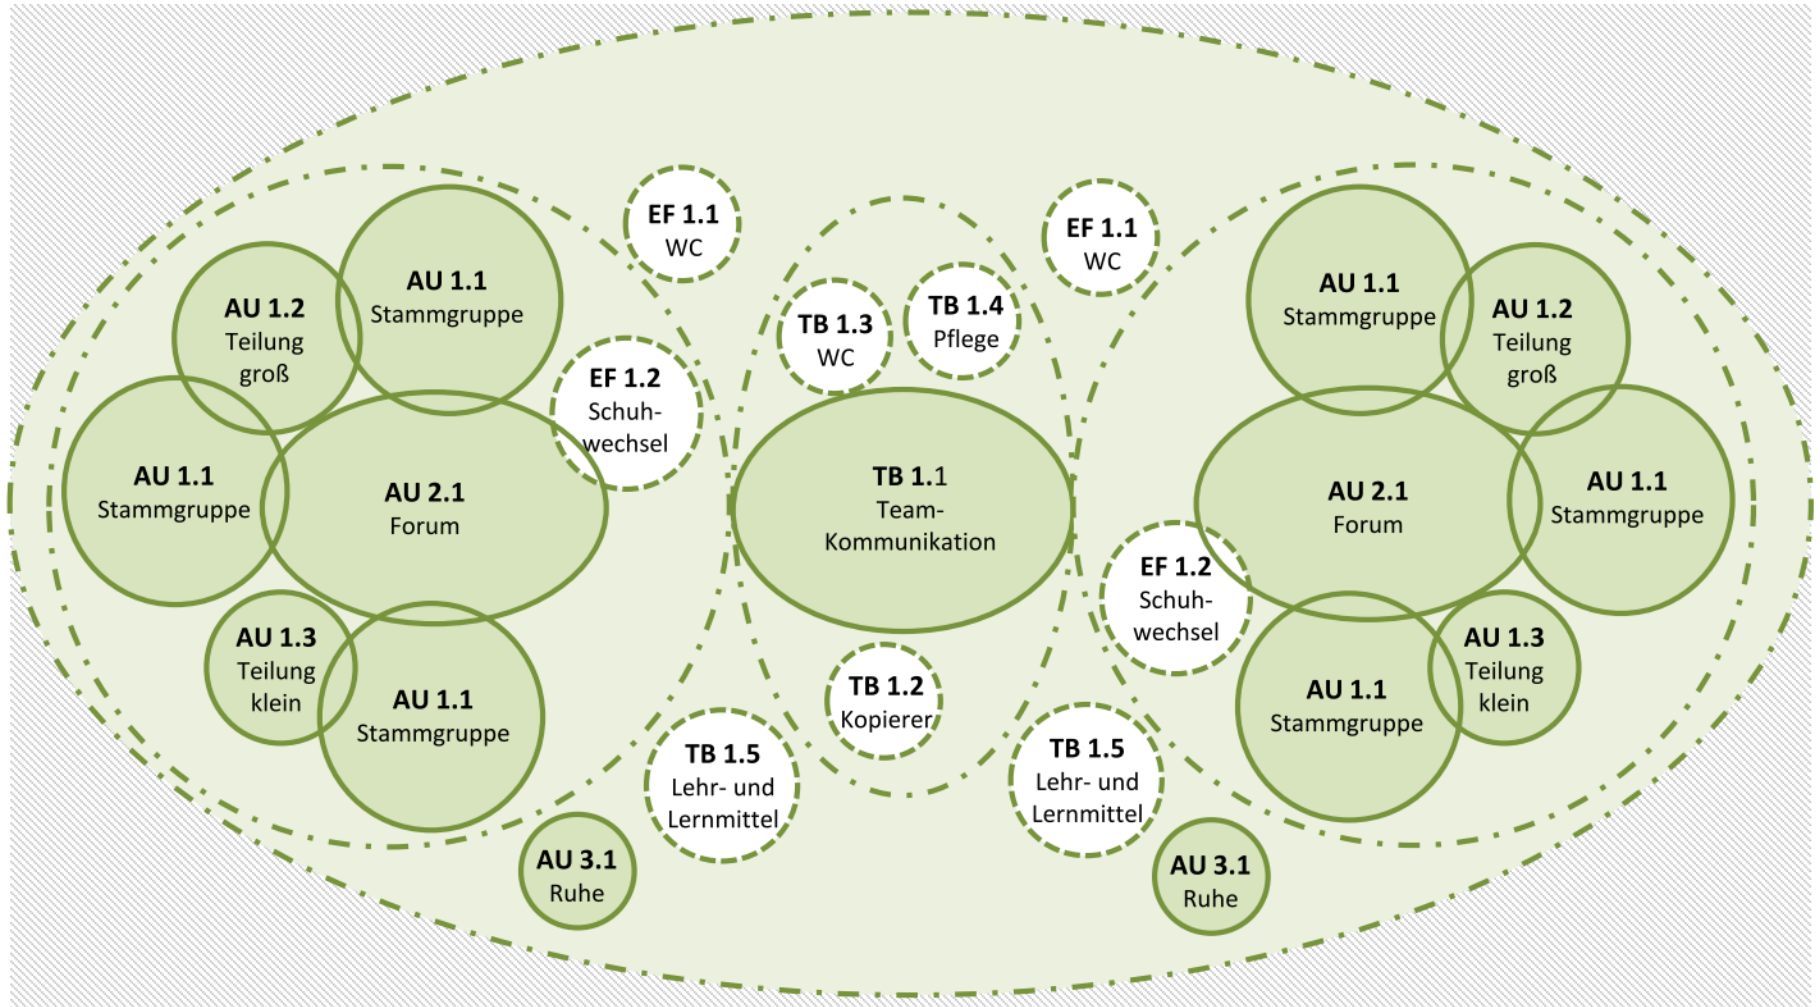 EF 1.1
WC
EF 1.1
WC
AU 1.1
Stammgruppe
AU 1.2
Teilung
groß
AU 1.1
Stammgruppe
EF 1.2
Schuh-
wechsel
AU 2.1
Forum
AU 1.3
Teilung
klein
AU 1.1
Stammgruppe
TB 1.3
WC
TB 1.4
Pflege
TB 1.1
Team-
Kommunikation
TB 1.2
Kopierer
AU 1.1
Stammgruppe
AU 1.2
Teilung
groß
AU 2.1
Forum
AU 1.1
Stammgruppe
EF 1.2
Schuh-
wechsel
AU 1.1
Stammgruppe
AU 1.3
Teilung
klein
TB 1.5
Lehr- und
Lernmittel
TB 1.5
Lehr- und
Lernmittel
AU 3.1
Ruhe
AU 3.1
Ruhe